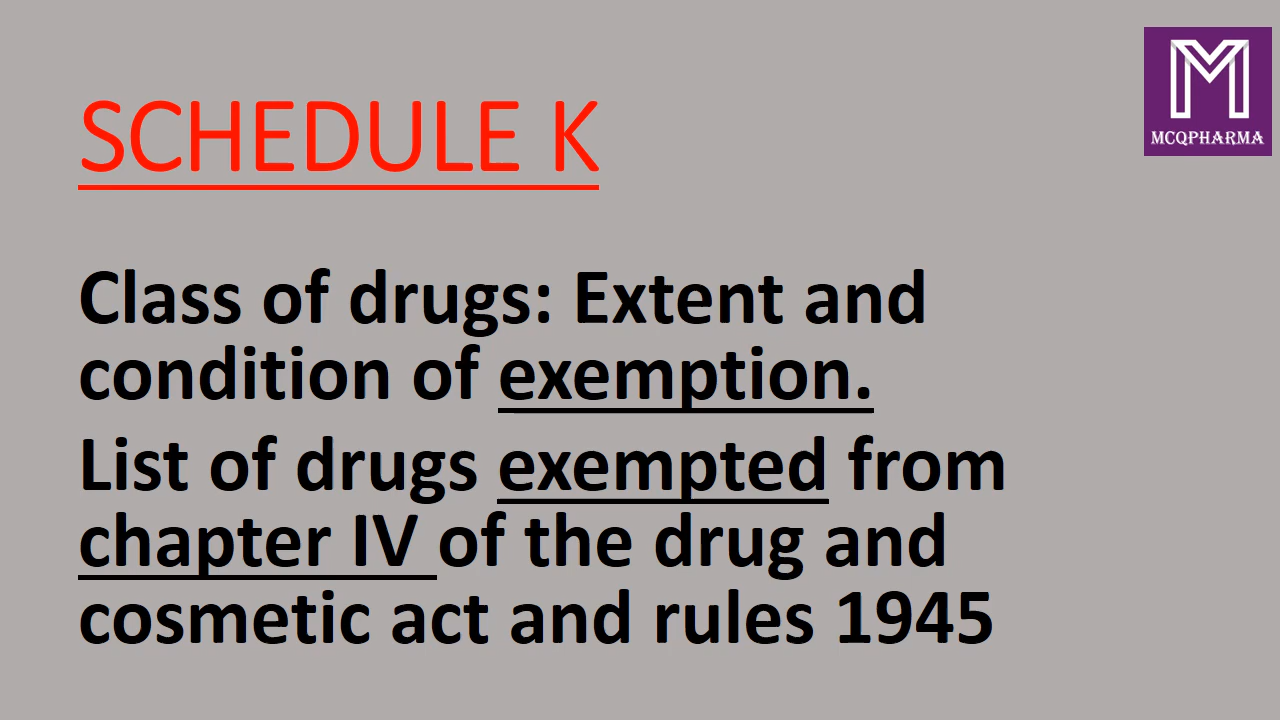 SCHEDULE K
M
MCQPHARMA
Class of drugs: Extent and
condition of exemption.
List of drugs exempted from
chapter IV of the drug and
cosmetic act and rules 1945